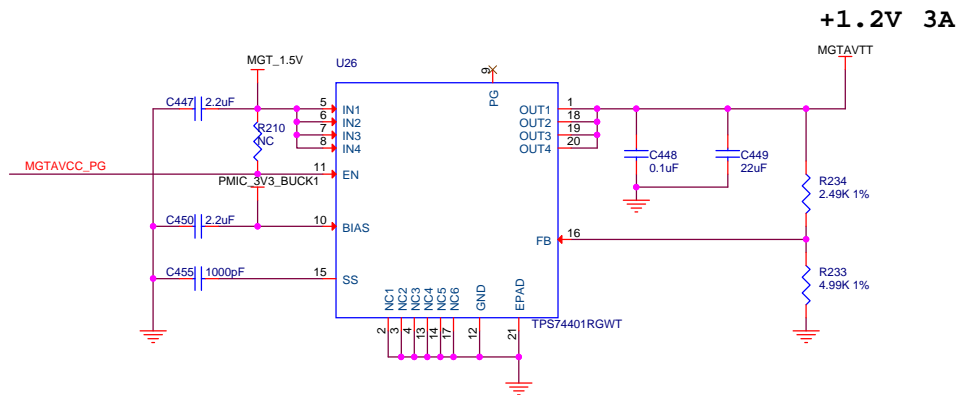 +1.2V 3A
MGTAVTT
MGT_1.5V
U26
C447 2.2uF
R210
NC
MGTAVCC_PG
PMIC_3V3_BUCK1
C450 2.2uF
C455 1000pF
5 IN1
6 IN2
7 IN3
8 IN4
11 EN
10 BIAS
15 SS
9 PG
OUT1 1
OUT2 18
OUT3 19
OUT4 20
FB 16
NC1 2
NC2 3
NC3 4
NC4 13
NC5 14
NC6 17
GND 12
EPAD 21
TPS74401RGWT
C448
0.1uF
C449
22uF
R234
2.49K 1%
R233
4.99K 1%